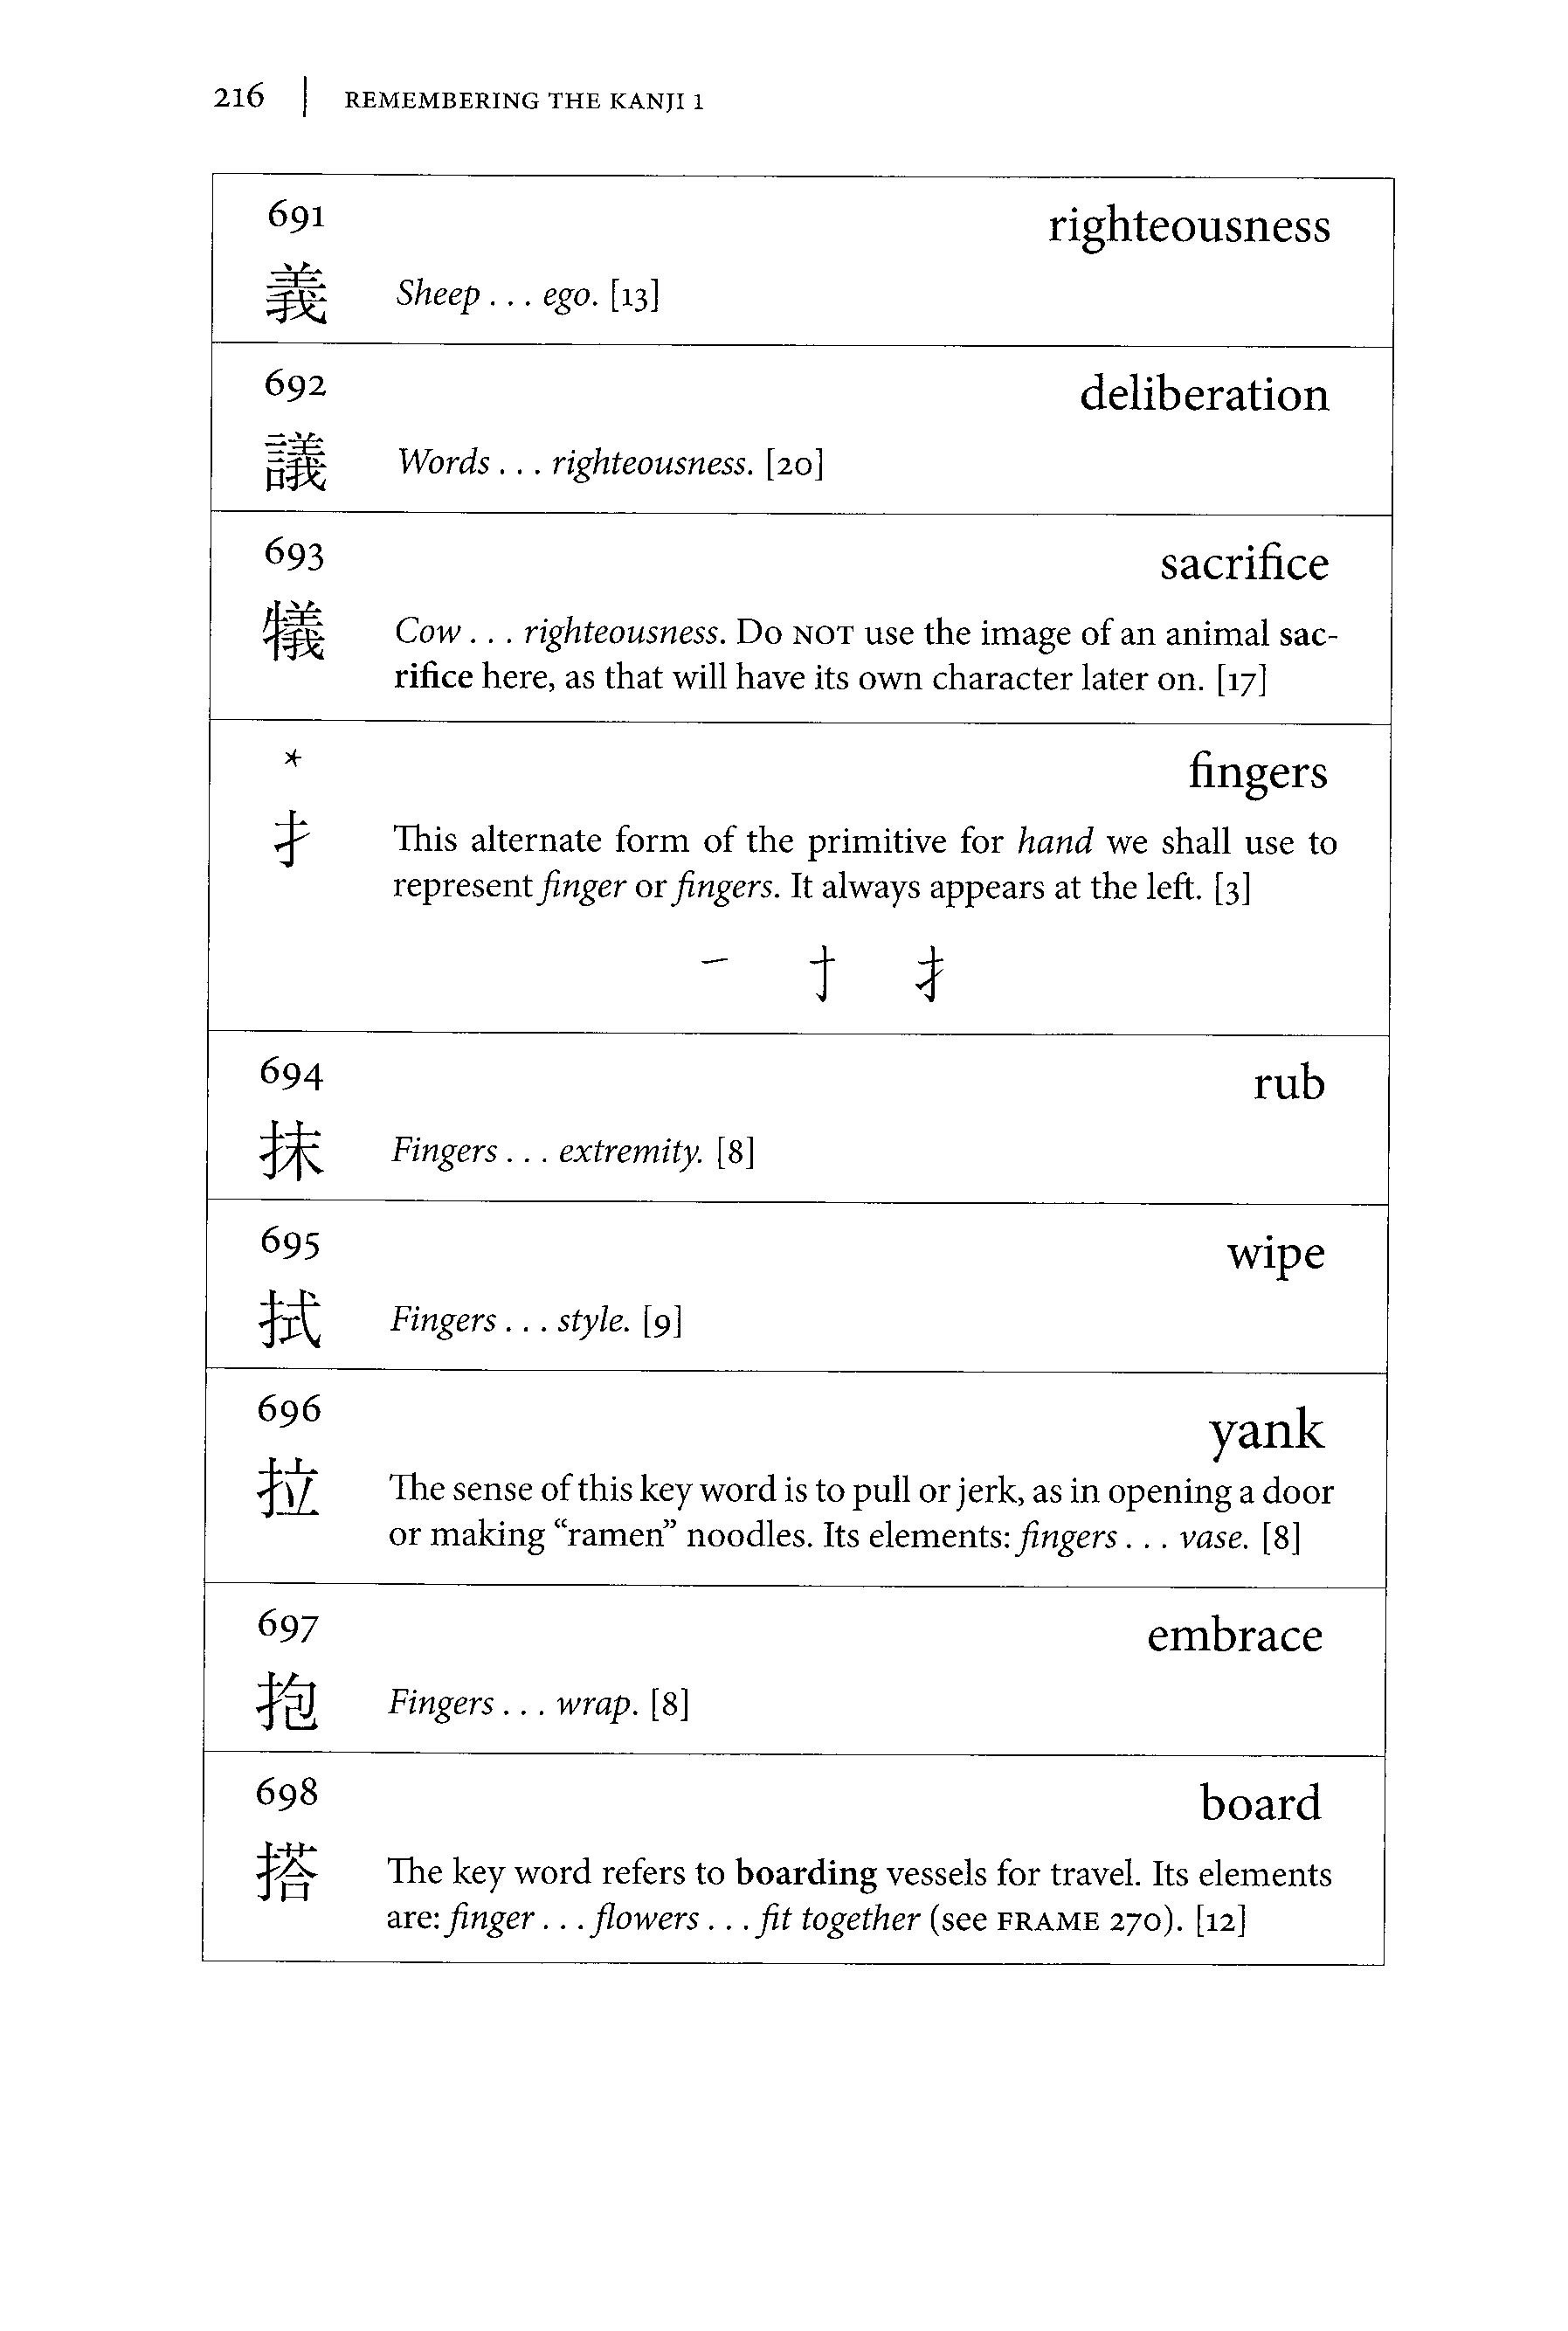 216 | REMEMBERING THE KANJI 1
691 righteousness
義 Sheep . . . ego. [13]
692 deliberation
議 Words . . . righteousness. [20]
693 sacrifice
犠 Cow . . . righteousness. Do NOT use the image of an animal sac-
rifice here, as that will have its own character later on. [17]
* fingers
扌 This alternate form of the primitive for hand we shall use to
represent finger or fingers. It always appears at the left. [3]
一 丁 扌
694 rub
抹 Fingers . . . extremity. [8]
695 wipe
拭 Fingers . . . style. [9]
696 yank
拉 The sense of this key word is to pull or jerk, as in opening a door
or making “ramen” noodles. Its elements: fingers . . . vase. [8]
697 embrace
抱 Fingers . . . wrap. [8]
698 board
搭 The key word refers to boarding vessels for travel. Its elements
are: finger . . . flowers . . . fit together (see FRAME 270). [12]